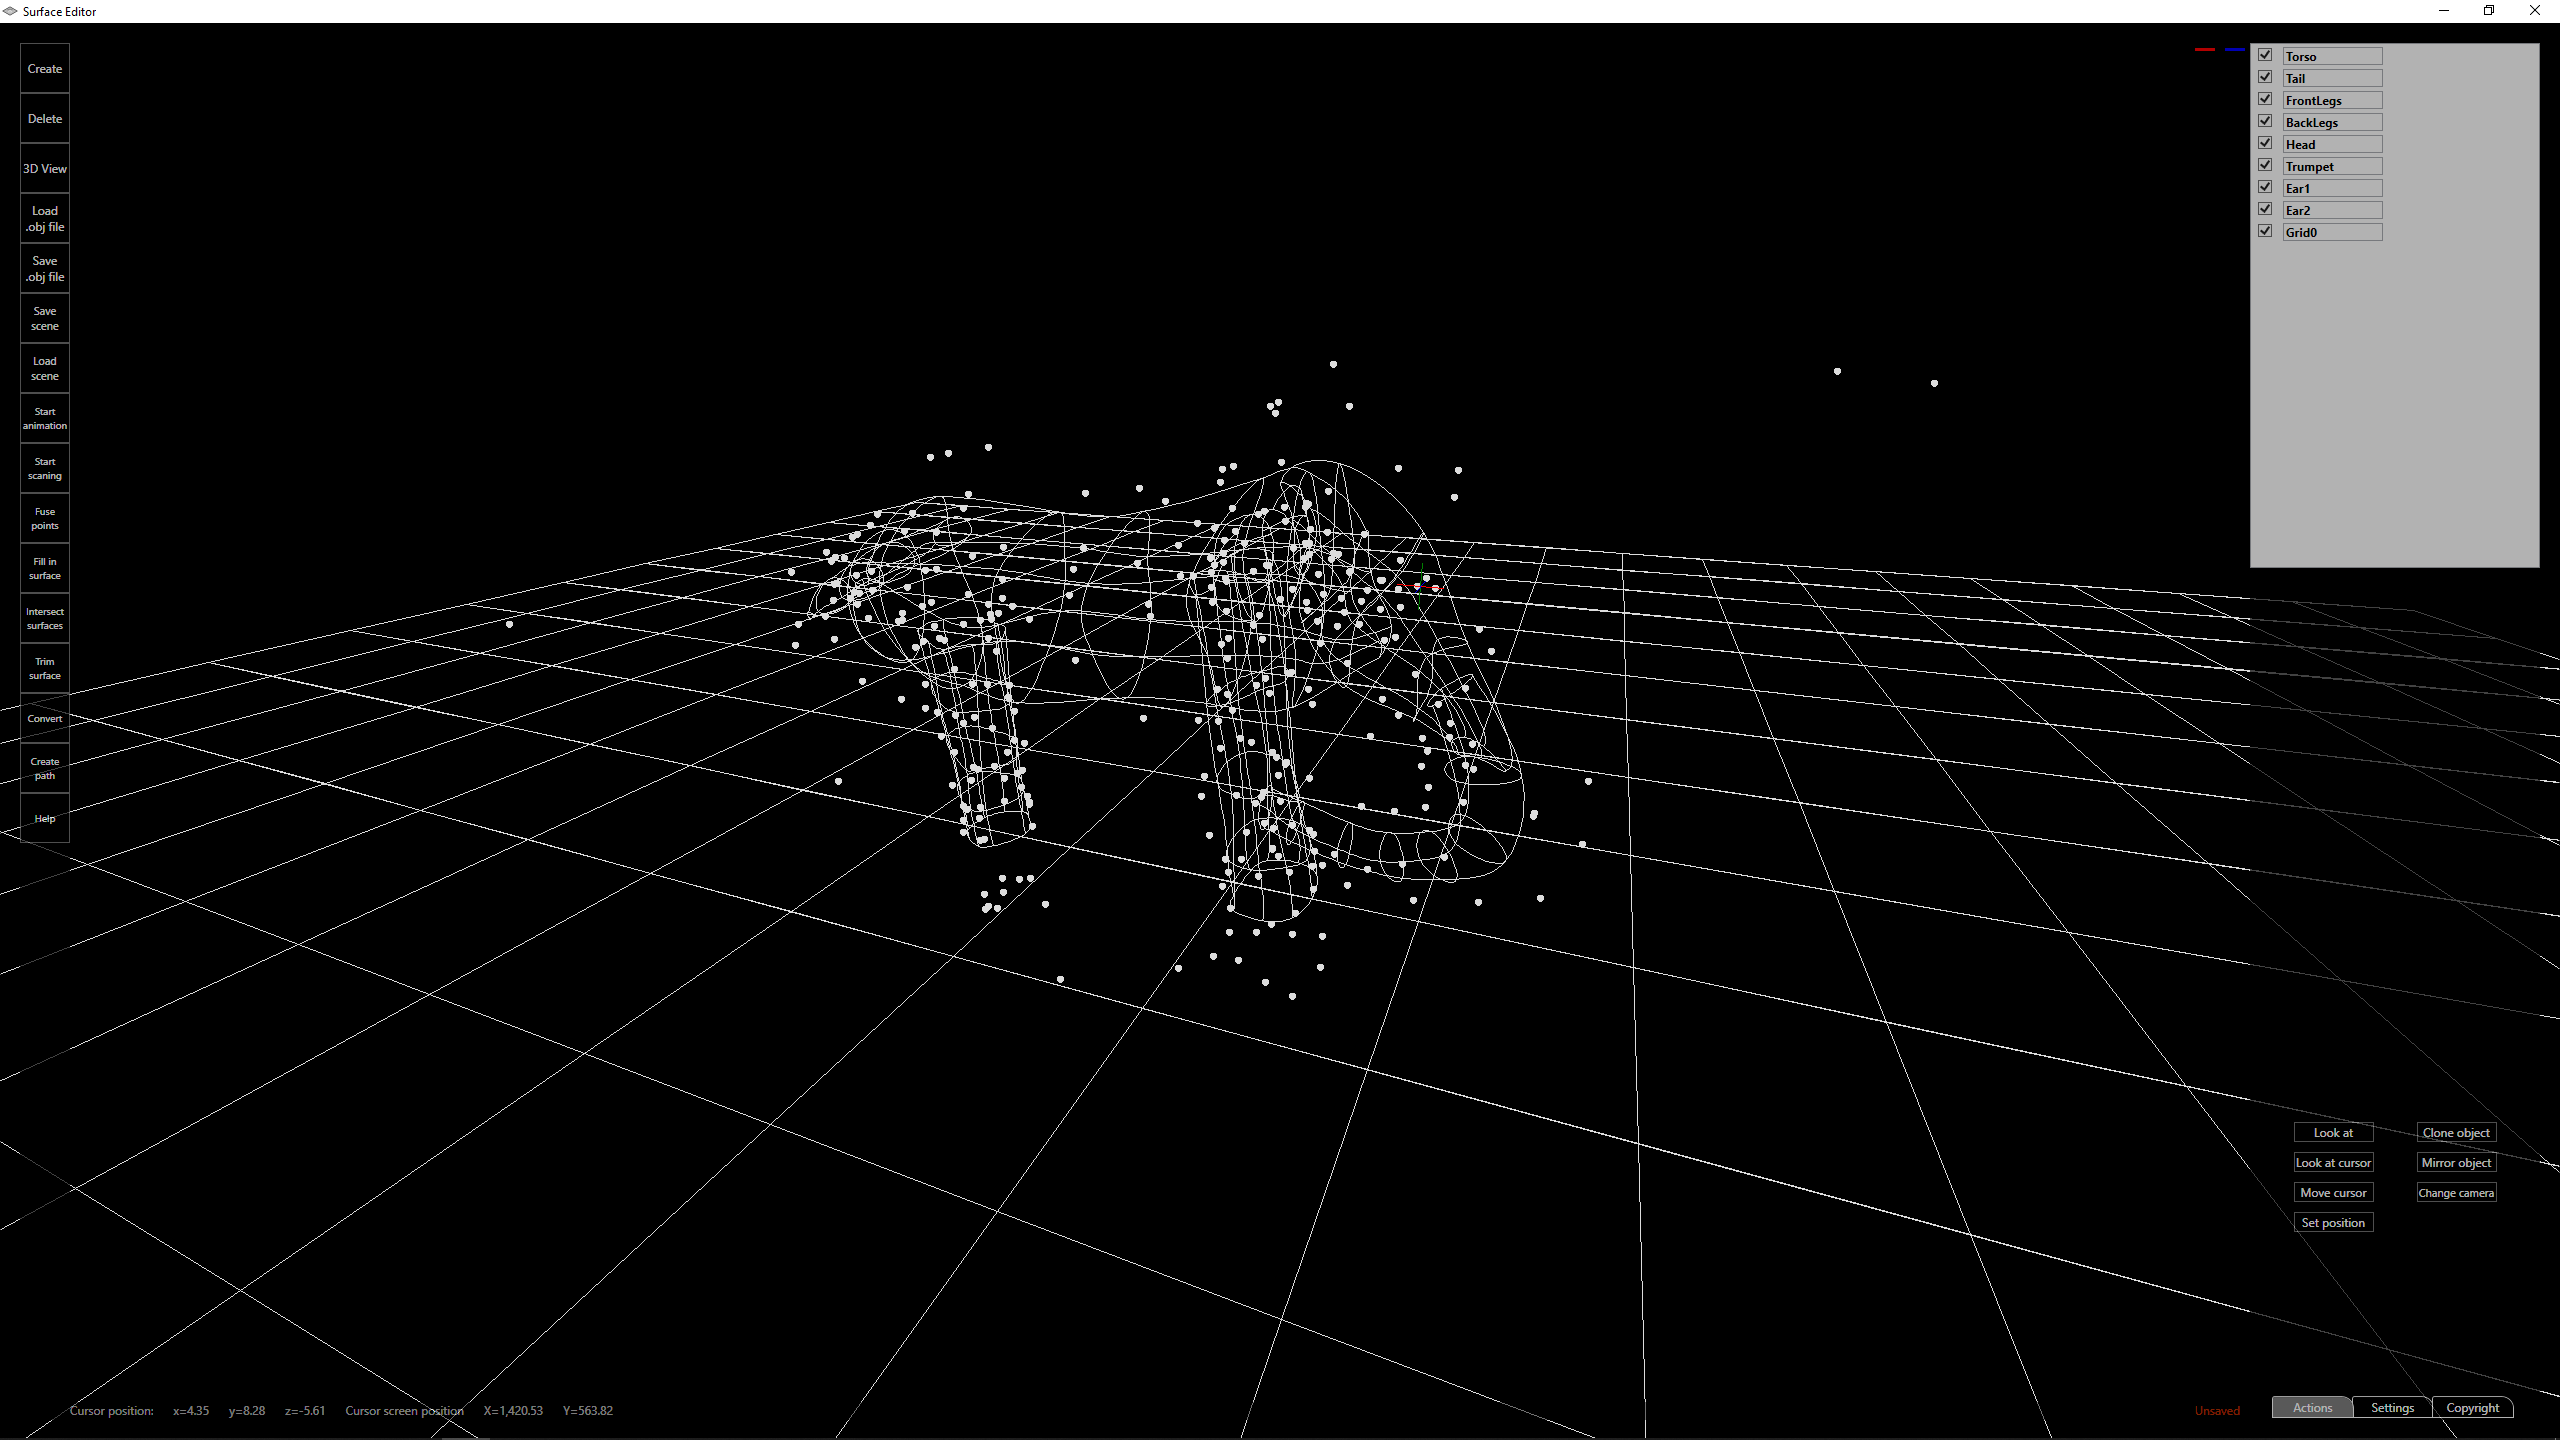 Surface Editor
Create
Delete
3D View
Load
.obj file
Save
.obj file
Save
scene
Load
scene
Start
animation
Start
scaning
Fuse
points
Fill in
surface
Intersect
surfaces
Trim
surface
Convert
Create
path
Help
Torso
Tail
FrontLegs
BackLegs
Head
Trumpet
Ear1
Ear2
Grid0
Look at
Clone object
Look at cursor
Mirror object
Move cursor
Change camera
Set position
Cursor position: x=4.35 y=8.28 z=-5.61 Cursor screen position X=1,420.53 Y=563.82
Unsaved
Actions
Settings
Copyright